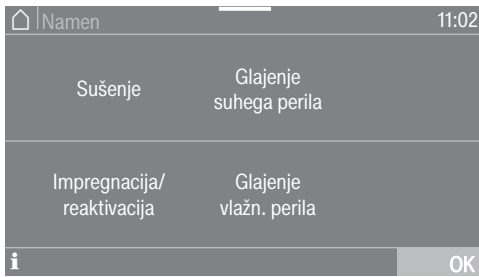 Namen 11:02
Sušenje
Glajenje
suhega perila
Impregnacija/
reaktivacija
Glajenje
vlažn. perila
i OK